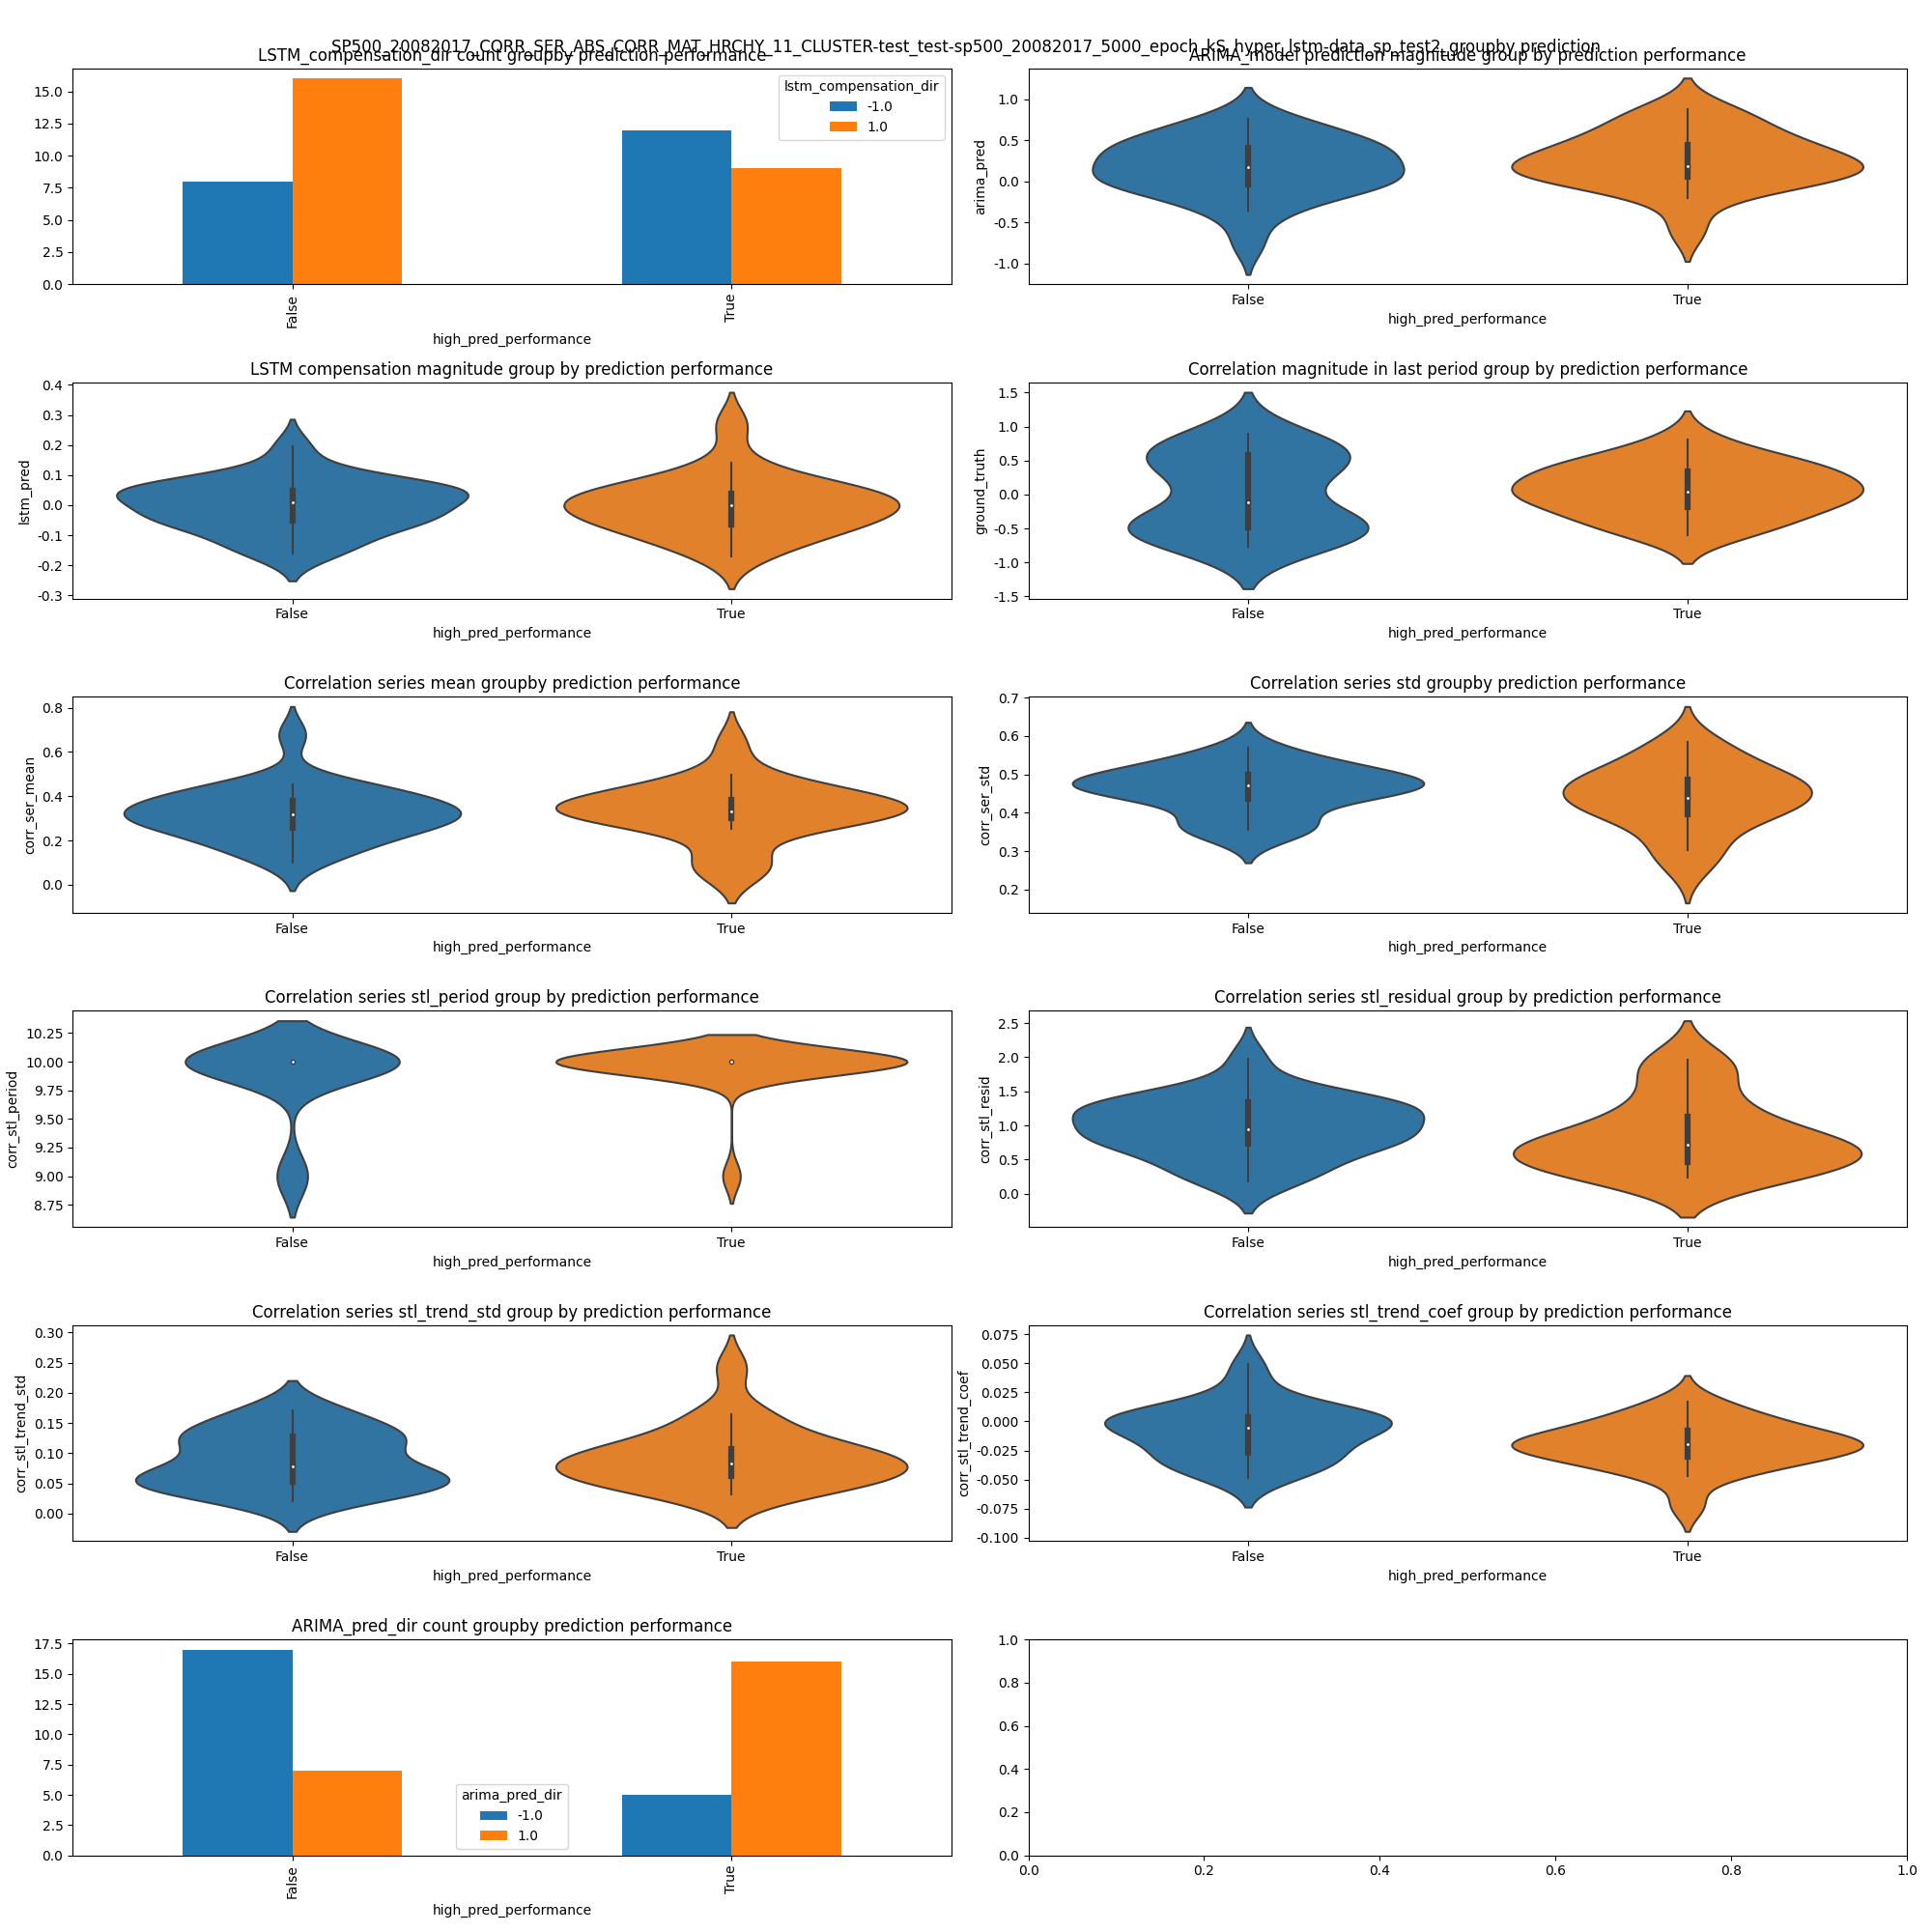 SP500_20082017_CORR_SER_ABS_CORR_MAT_HRCHY_11_CLUSTER-test_test-sp500_20082017_5000_epoch_KS_hyper_lstm-data_sp_test2_groupby prediction
LSTM_compensation_dir count groupby prediction performance
15.0
12.5
10.0
7.5
5.0
2.5
0.0
lstm_compensation_dir
-1.0
1.0
False
True
high_pred_performance
ARIMA_model prediction magnitude group by prediction performance
arima_pred
1.0
0.5
0.0
-0.5
-1.0
False
True
high_pred_performance
LSTM compensation magnitude group by prediction performance
lstm_pred
0.4
0.3
0.2
0.1
0.0
-0.1
-0.2
-0.3
False
True
high_pred_performance
Correlation magnitude in last period group by prediction performance
ground_truth
1.5
1.0
0.5
0.0
-0.5
-1.0
-1.5
False
True
high_pred_performance
Correlation series mean groupby prediction performance
corr_ser_mean
0.8
0.6
0.4
0.2
0.0
False
True
high_pred_performance
Correlation series std groupby prediction performance
corr_ser_std
0.7
0.6
0.5
0.4
0.3
0.2
False
True
high_pred_performance
Correlation series stl_period group by prediction performance
corr_stl_period
10.25
10.00
9.75
9.50
9.25
9.00
8.75
False
True
high_pred_performance
Correlation series stl_residual group by prediction performance
corr_stl_resid
2.5
2.0
1.5
1.0
0.5
0.0
False
True
high_pred_performance
Correlation series stl_trend_std group by prediction performance
corr_stl_trend_std
0.30
0.25
0.20
0.15
0.10
0.05
0.00
False
True
high_pred_performance
Correlation series stl_trend_coef group by prediction performance
corr_stl_trend_coef
0.075
0.050
0.025
0.000
-0.025
-0.050
-0.075
-0.100
False
True
high_pred_performance
ARIMA_pred_dir count groupby prediction performance
17.5
15.0
12.5
10.0
7.5
5.0
2.5
0.0
arima_pred_dir
-1.0
1.0
False
True
high_pred_performance
1.0
0.8
0.6
0.4
0.2
0.0
0.0 0.2 0.4 0.6 0.8 1.0